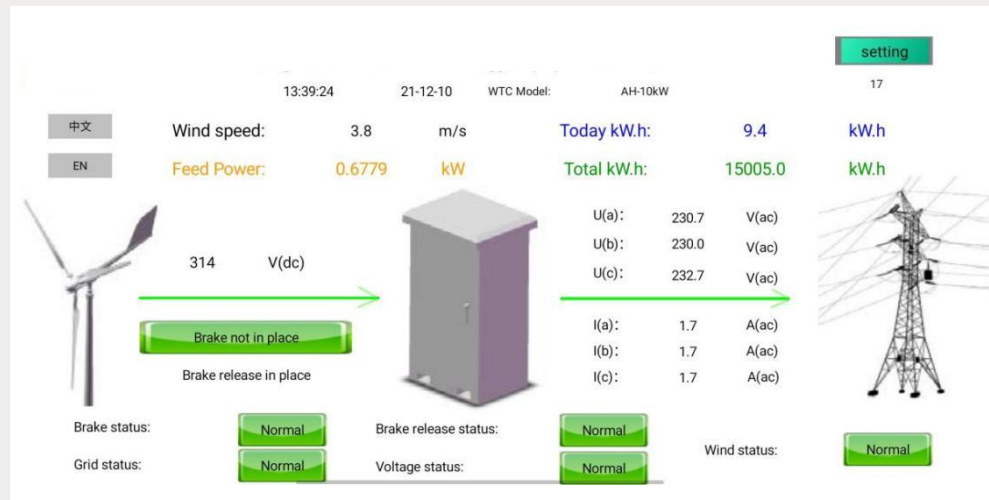 setting
13:39:24 21-12-10 WTC Model: AH-10kW 17
中文 Wind speed: 3.8 m/s Today kW.h: 9.4 kW.h
EN Feed Power: 0.6779 kW Total kW.h: 15005.0 kW.h
U(a): 230.7 V(ac)
U(b): 230.0 V(ac)
314 V(dc)
U(c): 232.7 V(ac)
I(a): 1.7 A(ac)
Brake not in place
I(b): 1.7 A(ac)
Brake release in place
I(c): 1.7 A(ac)
Brake status: Normal Brake release status: Normal
Wind status: Normal
Grid status: Normal Voltage status: Normal